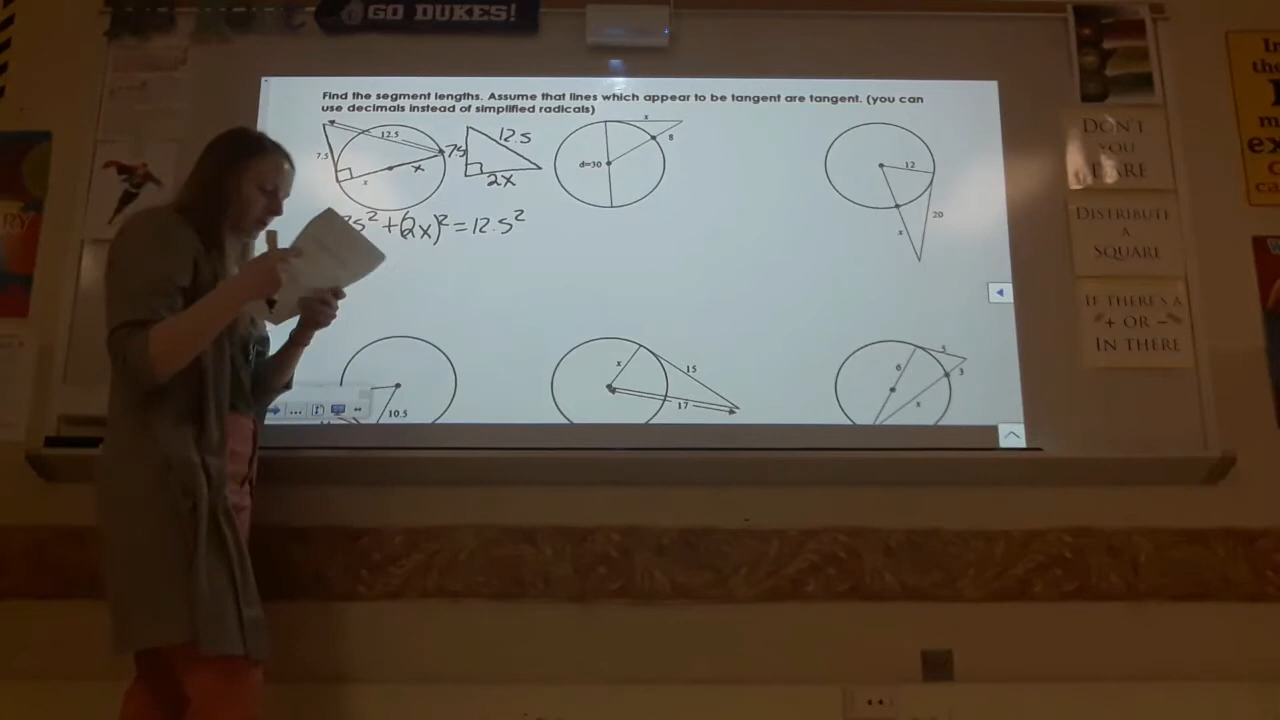 GO DUKES!
Find the segment lengths. Assume that lines which appear to be tangent are tangent. (you can
use decimals instead of simplified radicals)
12.5
7.5
x
x
7.5
12.5
2x
x
8
d=30
12
20
x
5² + (2x)² = 12.5²
10.5
x
15
17
6
5
3
x
DON'T
YOU
DARE
DISTRIBUTE
A
SQUARE
IF THERE'S A
+ OR -
IN THERE